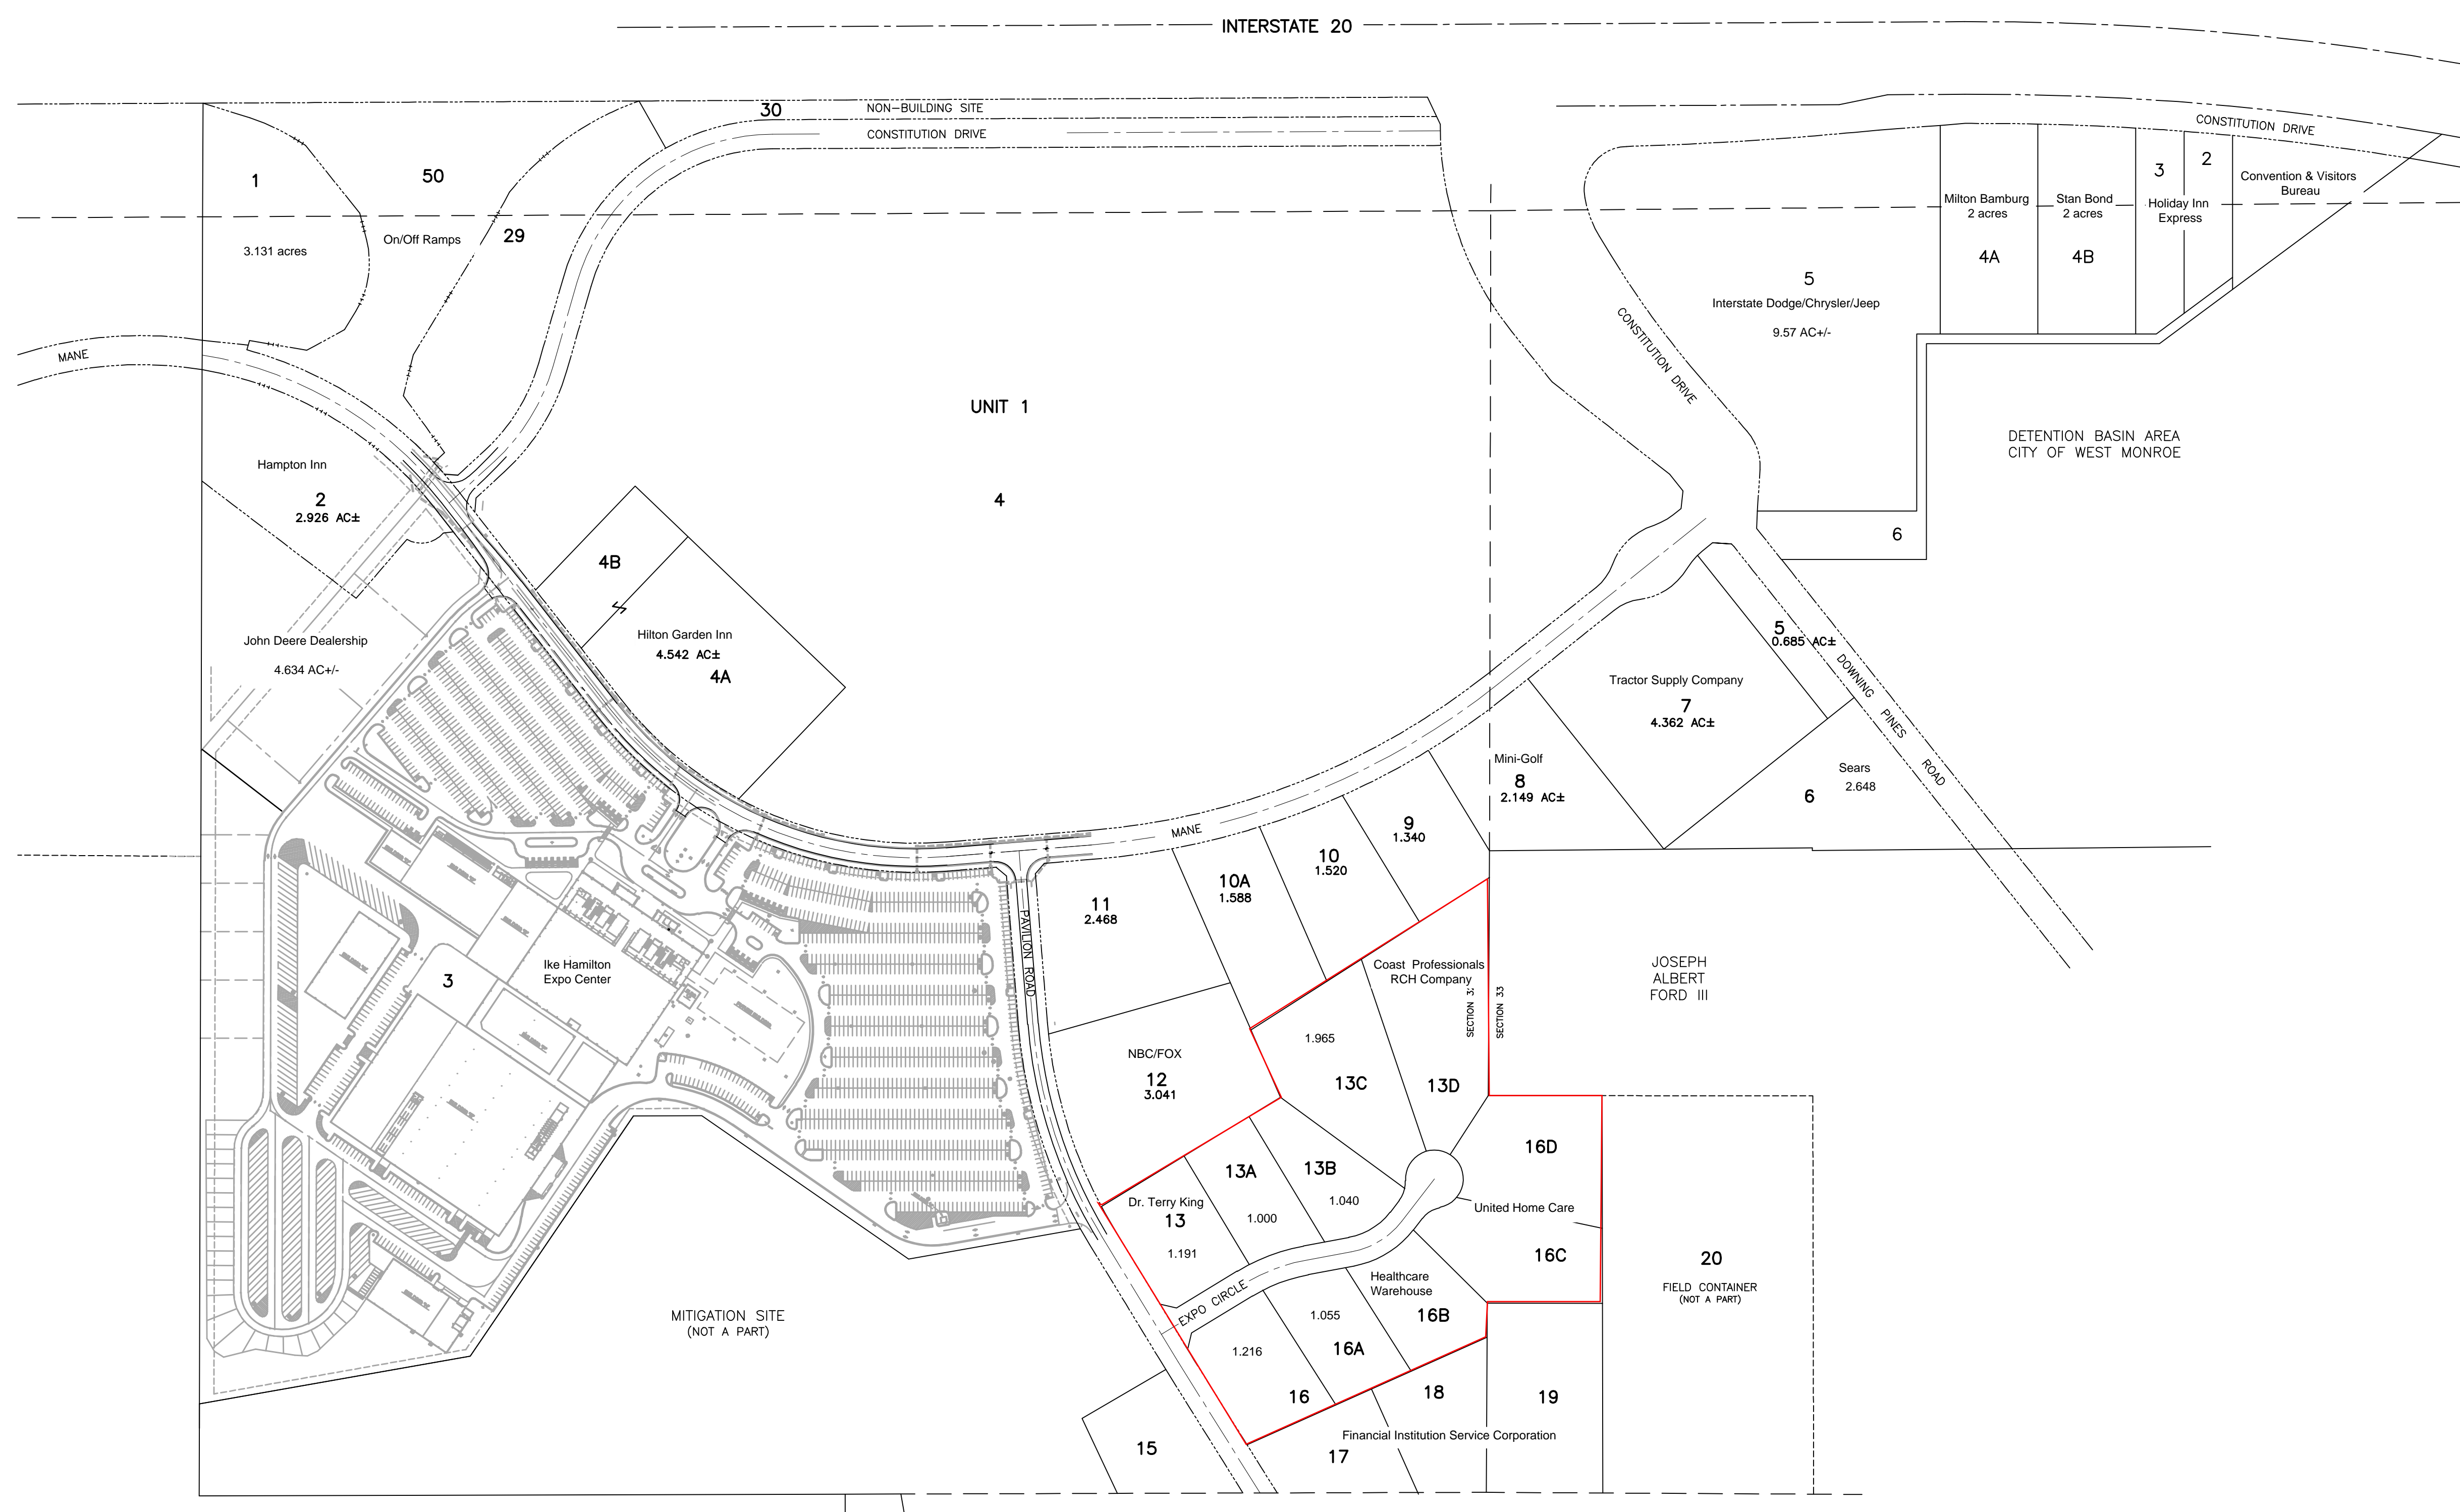 INTERSTATE 20
30
NON-BUILDING SITE
CONSTITUTION DRIVE
CONSTITUTION DRIVE
1
3.131 acres
50
On/Off Ramps
29
MANE
Milton Bamburg
2 acres
4A
Stan Bond
2 acres
4B
3
2
Holiday Inn
Express
Convention & Visitors
Bureau
5
Interstate Dodge/Chrysler/Jeep
9.57 AC+/-
CONSTITUTION DRIVE
UNIT 1
4
DETENTION BASIN AREA
CITY OF WEST MONROE
6
Hampton Inn
2
2.926 AC±
4B
Hilton Garden Inn
4.542 AC±
4A
John Deere Dealership
4.634 AC+/-
5
0.685 AC±
DOWNING PINES ROAD
Tractor Supply Company
7
4.362 AC±
Mini-Golf
8
2.149 AC±
Sears
2.648
6
MANE
9
1.340
10
1.520
10A
1.588
11
2.468
PAVILION ROAD
3
Ike Hamilton
Expo Center
Coast Professionals
RCH Company
SECTION 3
SECTION 33
JOSEPH
ALBERT
FORD III
1.965
13C
13D
NBC/FOX
12
3.041
16D
13A
1.000
13B
1.040
Dr. Terry King
13
1.191
United Home Care
16C
20
FIELD CONTAINER
(NOT A PART)
EXPO CIRCLE
Healthcare
Warehouse
16B
1.055
16A
1.216
16
MITIGATION SITE
(NOT A PART)
18
19
Financial Institution Service Corporation
15
17